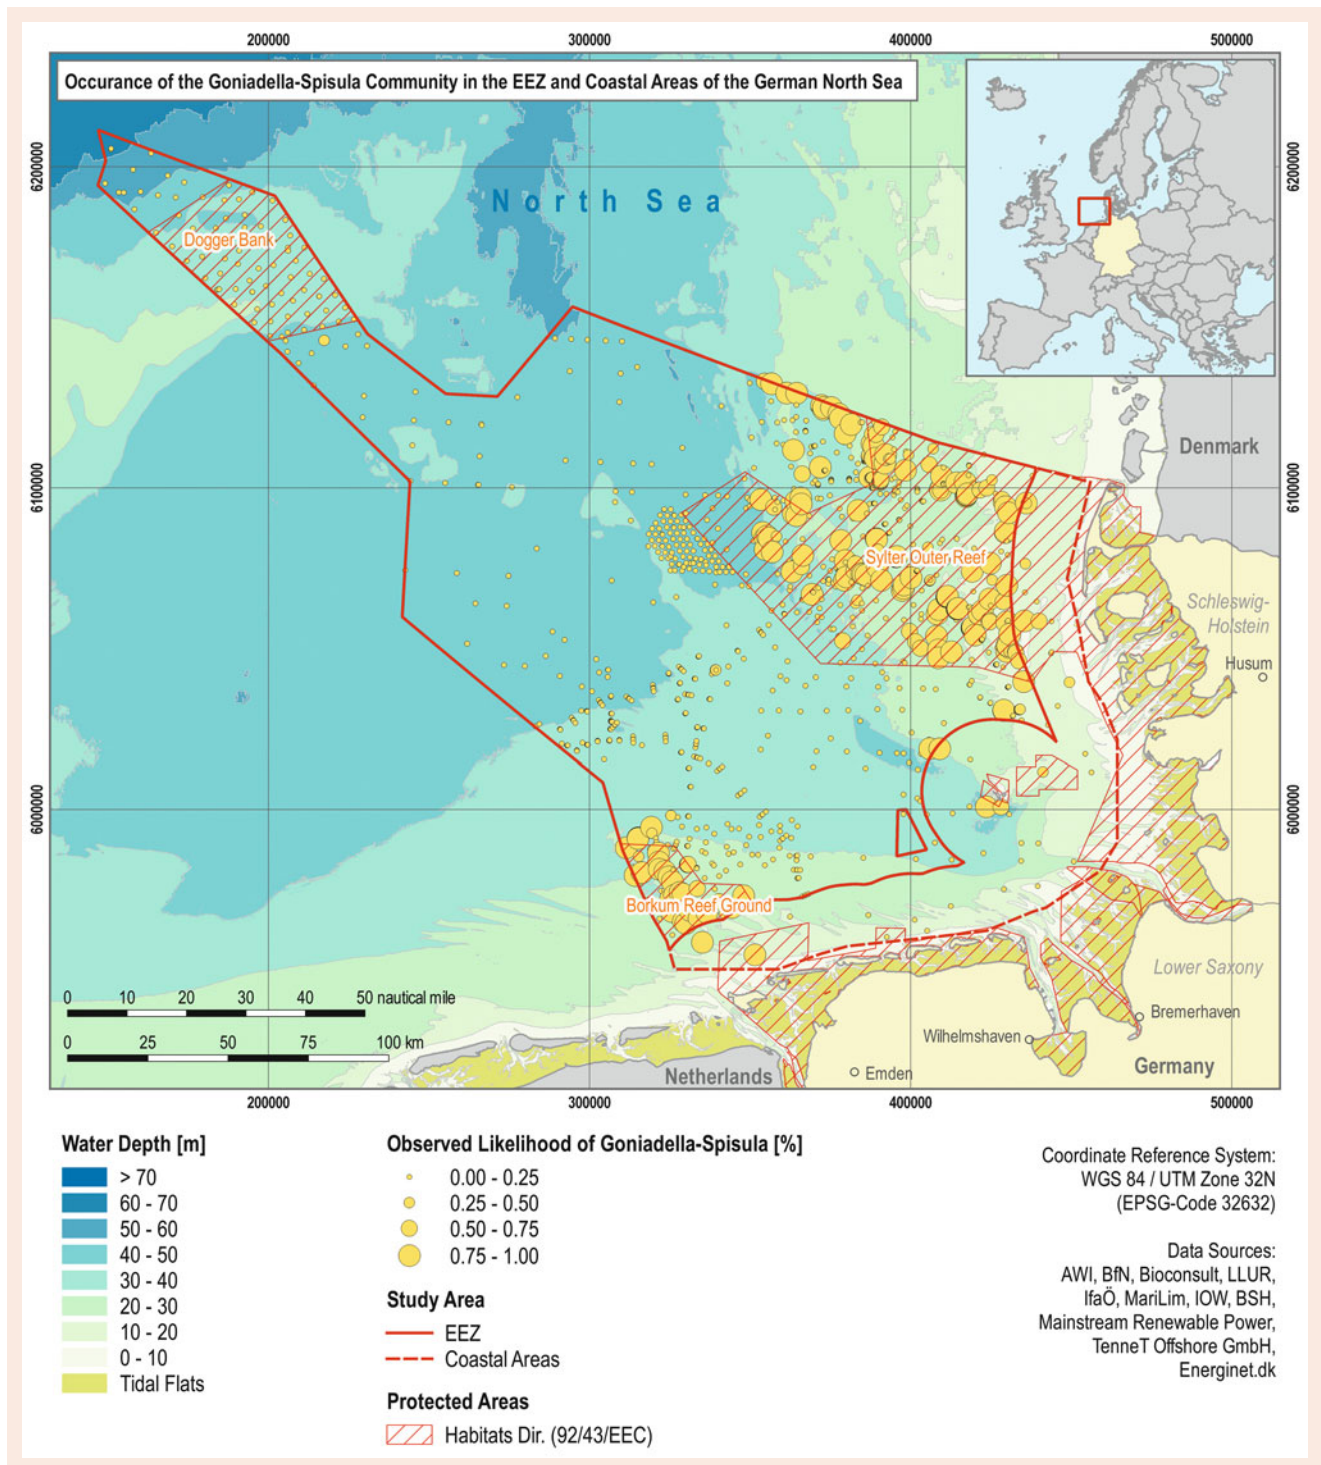 200000 300000 400000 500000
Occurance of the Goniadella-Spisula Community in the EEZ and Coastal Areas of the German North Sea
6200000 6200000
North Sea
Dogger Bank
Denmark
6100000 6100000
Sylter Outer Reef
Schleswig-
Holstein
Husum
6000000 6000000
Borkum Reef Ground
Lower Saxony
0 10 20 30 40 50 nautical mile
Bremerhaven
Wilhelmshaven
0 25 50 75 100 km
Netherlands
Emden
Germany
200000 300000 400000 500000
Water Depth [m]
> 70
60 - 70
50 - 60
40 - 50
30 - 40
20 - 30
10 - 20
0 - 10
Tidal Flats
Observed Likelihood of Goniadella-Spisula [%]
0.00 - 0.25
0.25 - 0.50
0.50 - 0.75
0.75 - 1.00
Study Area
EEZ
Coastal Areas
Protected Areas
Habitats Dir. (92/43/EEC)
Coordinate Reference System:
WGS 84 / UTM Zone 32N
(EPSG-Code 32632)
Data Sources:
AWI, BfN, Bioconsult, LLUR,
IfaÖ, MariLim, IOW, BSH,
Mainstream Renewable Power,
TenneT Offshore GmbH,
Energinet.dk